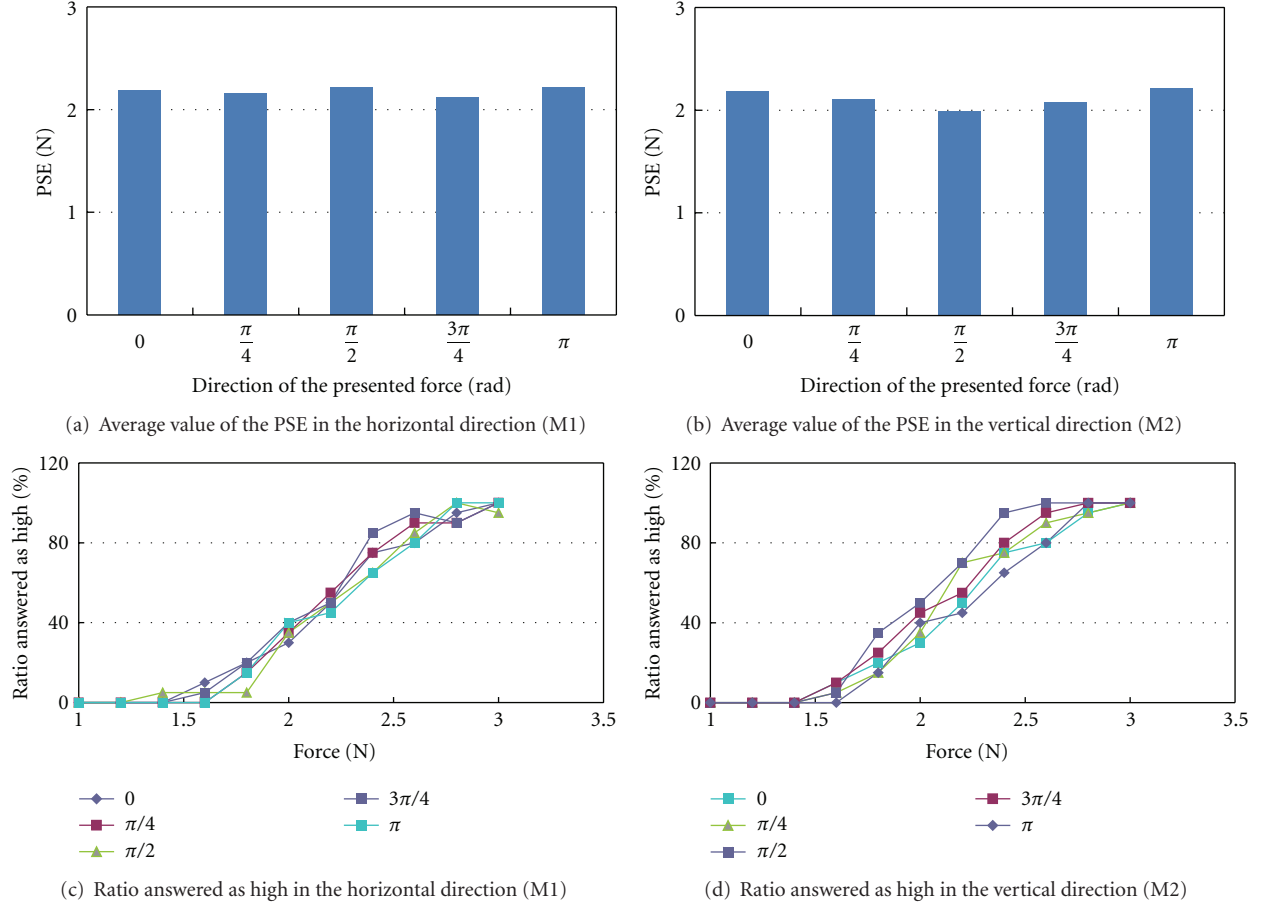 3
2
1
0
PSE (N)
0
π/4
π/2
3π/4
π
Direction of the presented force (rad)
(a) Average value of the PSE in the horizontal direction (M1)
3
2
1
0
PSE (N)
0
π/4
π/2
3π/4
π
Direction of the presented force (rad)
(b) Average value of the PSE in the vertical direction (M2)
120
80
40
0
Ratio answered as high (%)
1
1.5
2
2.5
3
3.5
Force (N)
0
π/4
π/2
3π/4
π
(c) Ratio answered as high in the horizontal direction (M1)
120
80
40
0
Ratio answered as high (%)
1
1.5
2
2.5
3
3.5
Force (N)
0
π/4
π/2
3π/4
π
(d) Ratio answered as high in the vertical direction (M2)